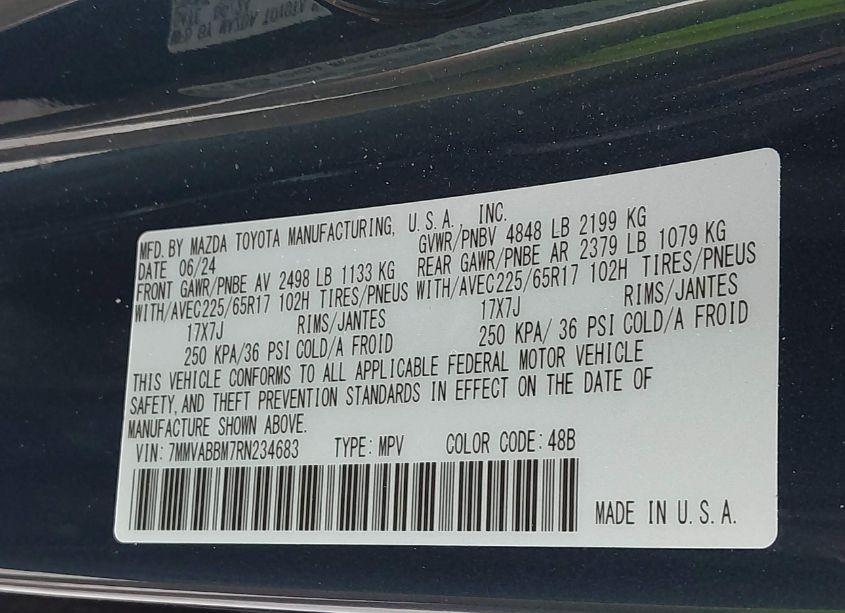 MFD. BY MAZDA TOYOTA MANUFACTURING, U.S.A. INC.
DATE 06/24 GVWR/PNBV 4848 LB 2199 KG
FRONT GAWR/PNBE AV 2498 LB 1133 KG REAR GAWR/PNBE AR 2379 LB 1079 KG
WITH/AVEC225/65R17 102H TIRES/PNEUS WITH/AVEC225/65R17 102H TIRES/PNEUS
17X7J RIMS/JANTES 17X7J RIMS/JANTES
250 KPA/36 PSI COLD/A FROID 250 KPA/ 36 PSI COLD/A FROID
THIS VEHICLE CONFORMS TO ALL APPLICABLE FEDERAL MOTOR VEHICLE
SAFETY, AND THEFT PREVENTION STANDARDS IN EFFECT ON THE DATE OF
MANUFACTURE SHOWN ABOVE.
VIN: 7MMVABBM7RN234683 TYPE: MPV COLOR CODE: 48B
MADE IN U.S.A.